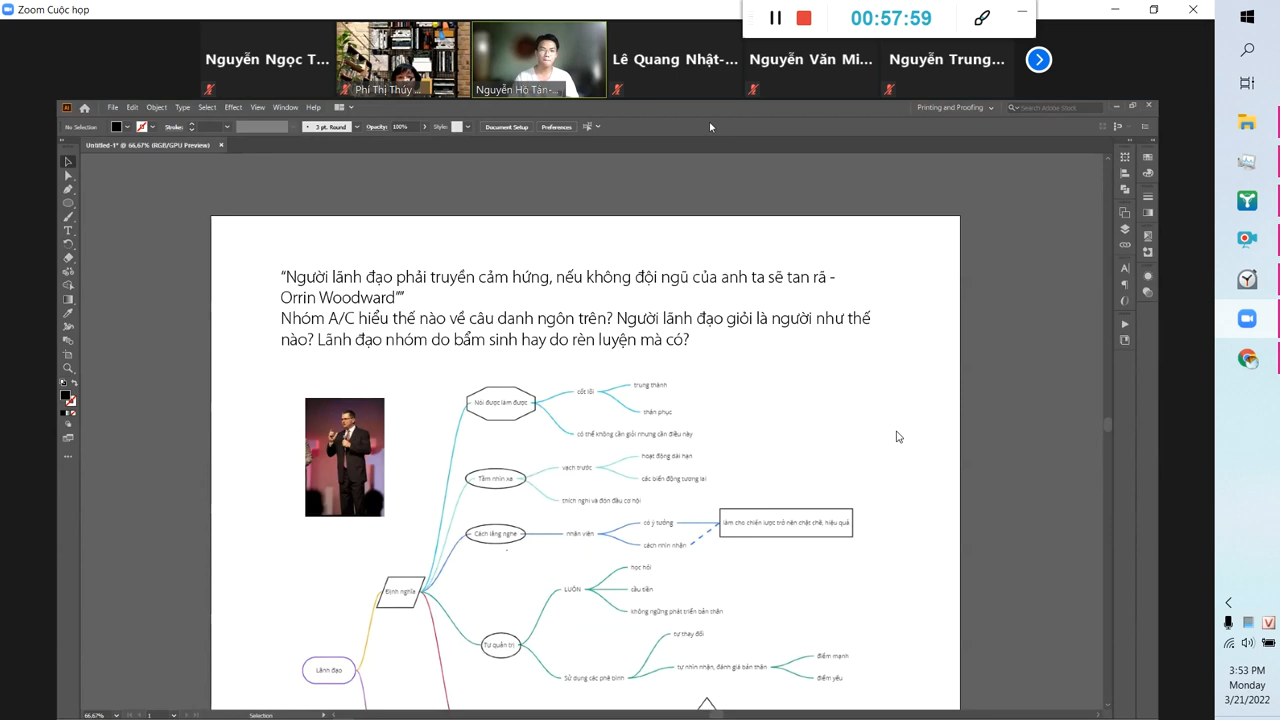 Zoom Cuộc họp
00:57:59
Nguyễn Ngọc T...
Phí Thị Thúy ...
Nguyễn Hồ Tấn-...
Lê Quang Nhật-...
Nguyễn Văn Mi...
Nguyễn Trung...
File Edit Object Type Select Effect View Window Help
Printing and Proofing
Search Adobe Stock
No Selection
Stroke:
3 pt. Round
Opacity: 100%
Style:
Document Setup
Preferences
Untitled-1* @ 66,67% (RGB/GPU Preview)
“Người lãnh đạo phải truyền cảm hứng, nếu không đội ngũ của anh ta sẽ tan rã -
Orrin Woodward””
Nhóm A/C hiểu thế nào về câu danh ngôn trên? Người lãnh đạo giỏi là người như thế
nào? Lãnh đạo nhóm do bẩm sinh hay do rèn luyện mà có?
Nói được làm được
cốt lõi
trung thành
thán phục
có thể không cần giỏi nhưng cần điều này
Tầm nhìn xa
vạch trước
hoạt động dài hạn
các biến động tương lai
thích nghi và đón đầu cơ hội
Cách lắng nghe
nhân viên
có ý tưởng
cách nhìn nhận
làm cho chiến lược trở nên chặt chẽ, hiệu quả
Định nghĩa
Tự quản trị
LUÔN
học hỏi
cầu tiến
không ngừng phát triển bản thân
Sử dụng các phê bình
tự thay đổi
tự nhìn nhận, đánh giá bản thân
điểm mạnh
điểm yếu
Lãnh đạo
66,67%
1
Selection
3:53 PM
Monday
3/21/2022